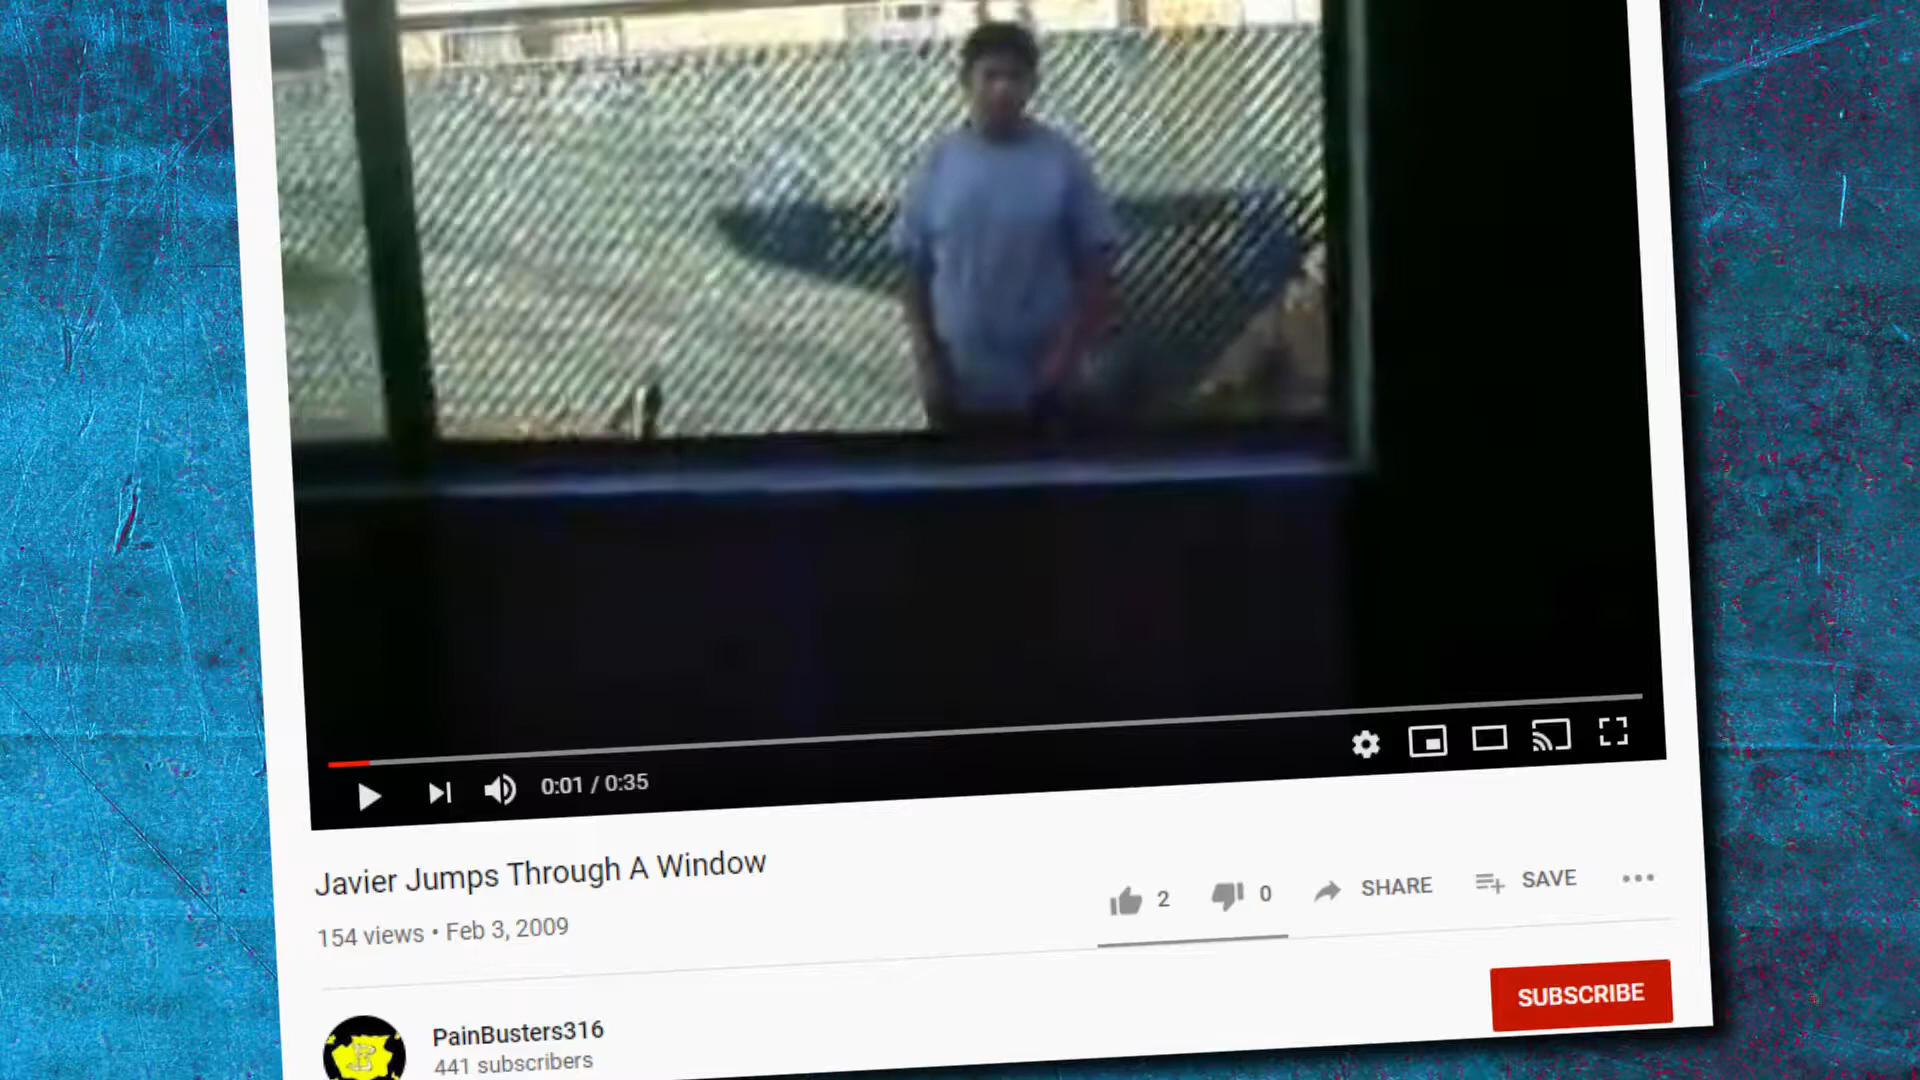 0:01 / 0:35
Javier Jumps Through A Window
154 views • Feb 3, 2009
2 0 SHARE SAVE
PainBusters316
441 subscribers
SUBSCRIBE